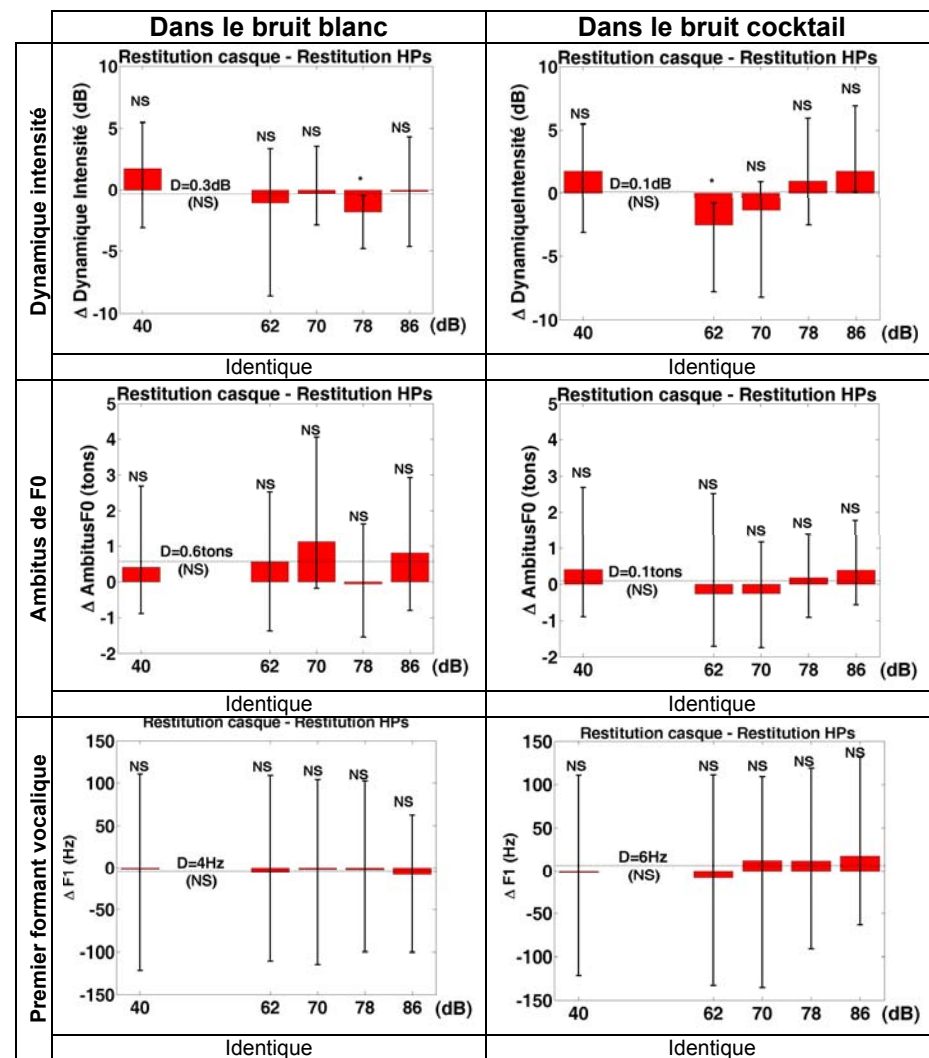 Dans le bruit blanc
Dans le bruit cocktail
Dynamique intensité
Restitution casque - Restitution HPs
Δ Dynamique Intensité (dB)
10
5
0
-5
-10
NS
NS
NS
*
NS
D=0.3dB
(NS)
40 62 70 78 86 (dB)
Identique
Restitution casque - Restitution HPs
Δ DynamiqueIntensité (dB)
10
5
0
-5
-10
NS
*
NS
NS
NS
D=0.1dB
(NS)
40 62 70 78 86 (dB)
Identique
Ambitus de F0
Restitution casque - Restitution HPs
Δ AmbitusF0 (tons)
5
4
3
2
1
0
-1
-2
NS
NS
NS
NS
NS
D=0.6tons
(NS)
40 62 70 78 86 (dB)
Identique
Restitution casque - Restitution HPs
Δ AmbitusF0 (tons)
5
4
3
2
1
0
-1
-2
NS
NS
NS
NS
NS
D=0.1tons
(NS)
40 62 70 78 86 (dB)
Identique
Premier formant vocalique
Restitution casque - Restitution HPs
Δ F1 (Hz)
150
100
50
0
-50
-100
-150
NS
NS
NS
NS
NS
D=4Hz
(NS)
40 62 70 78 86 (dB)
Identique
Restitution casque - Restitution HPs
Δ F1 (Hz)
150
100
50
0
-50
-100
-150
NS
NS
NS
NS
NS
D=6Hz
(NS)
40 62 70 78 86 (dB)
Identique